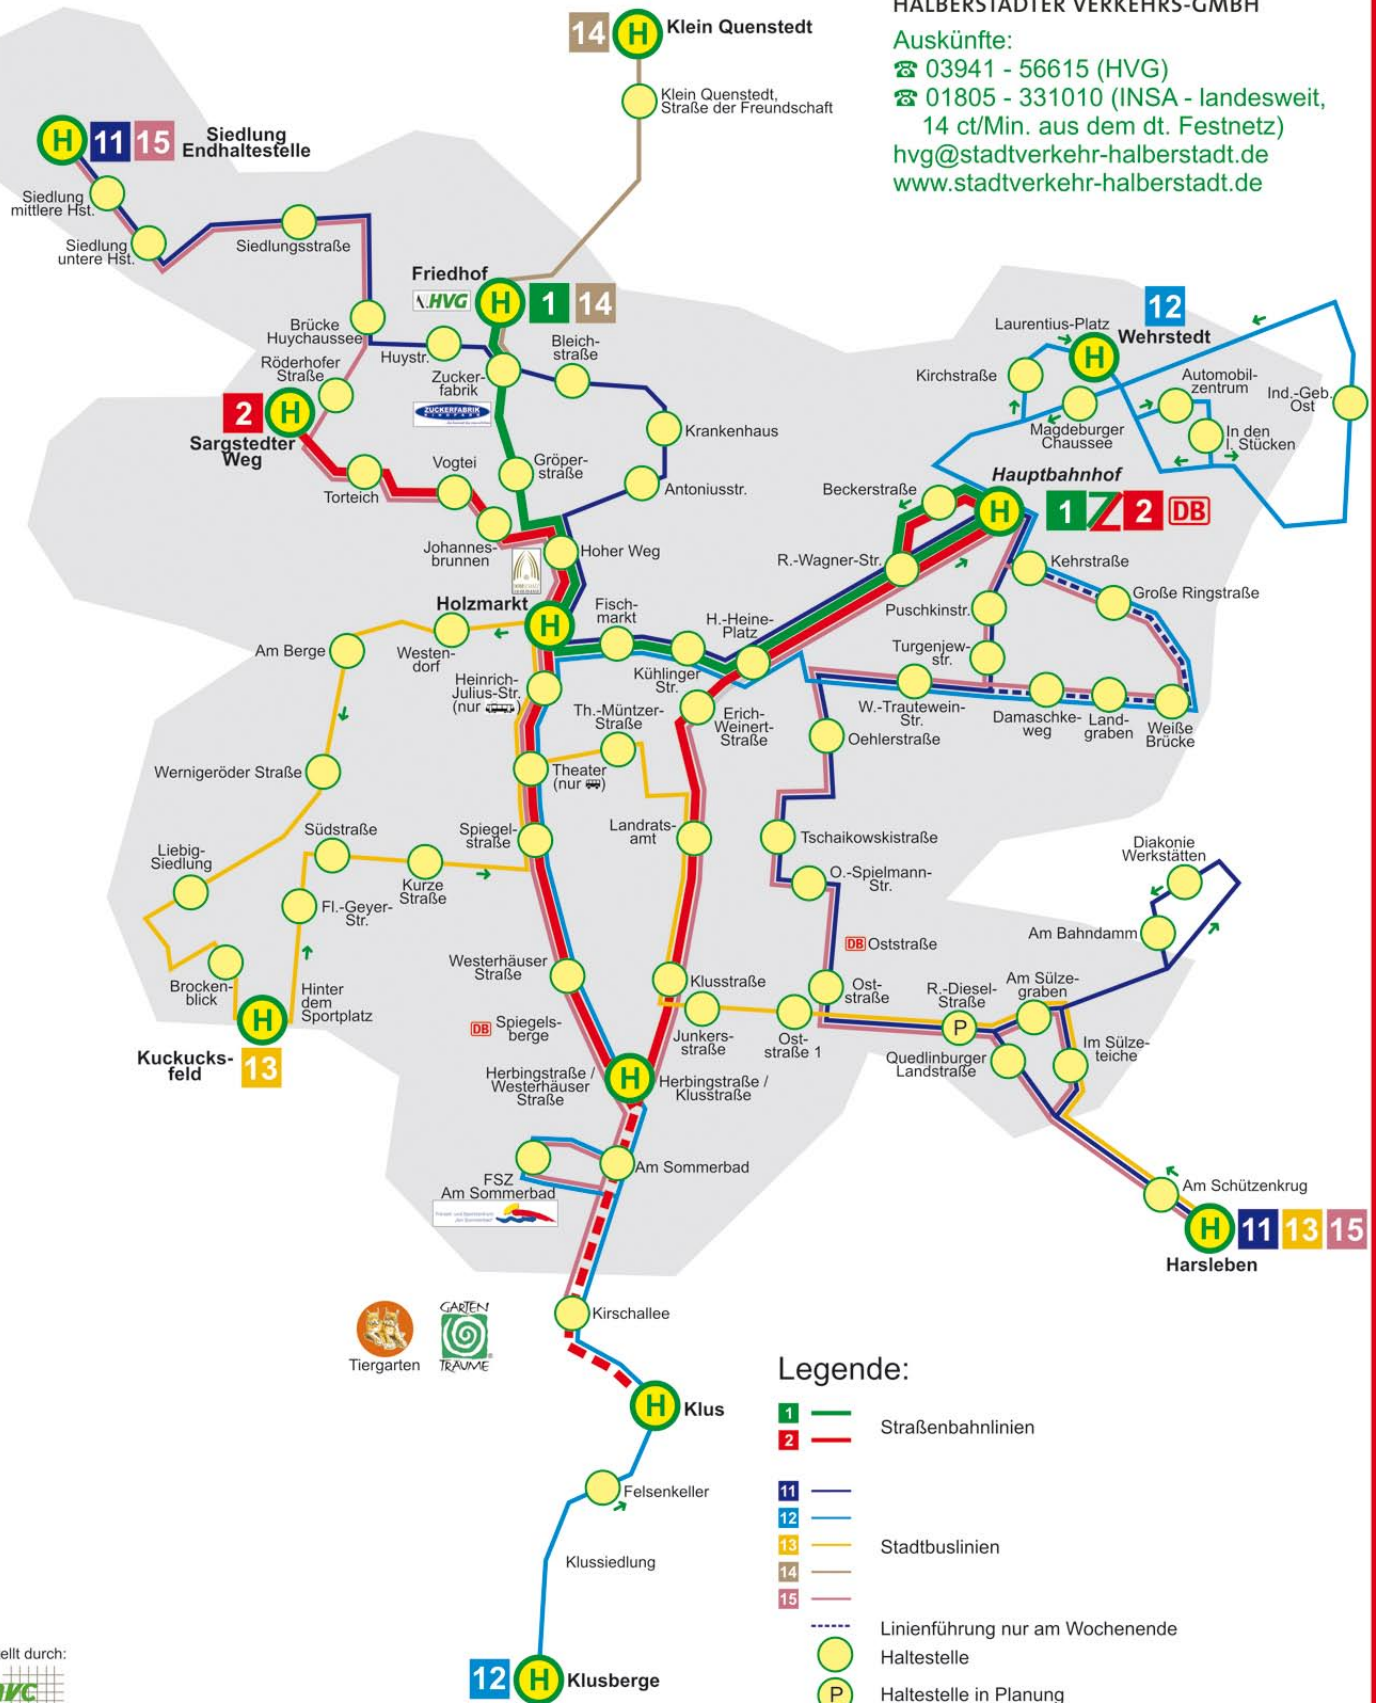 HALBERSTÄDTER VERKEHRS-GMBH
Auskünfte:
☎ 03941 - 56615 (HVG)
☎ 01805 - 331010 (INSA - landesweit,
14 ct/Min. aus dem dt. Festnetz)
hvg@stadtverkehr-halberstadt.de
www.stadtverkehr-halberstadt.de
14 H Klein Quenstedt
Klein Quenstedt,
Straße der Freundschaft
H 11 15 Siedlung
Endhaltestelle
Siedlung
mittlere Hst.
Siedlung
untere Hst.
Siedlungsstraße
Friedhof
HVG H 1 14
Brücke
Huychaussee
Huystr.
Bleich-
straße
Zucker-
fabrik
ZUCKERFABRIK
Röderhofer
Straße
2 H
Sargstedter
Weg
Krankenhaus
Antoniusstr.
Torteich
Vogtei
Gröper-
straße
Johannes-
brunnen
Hoher Weg
12
Laurentius-Platz
Wehrstedt
H
Kirchstraße
Automobil-
zentrum
Ind.-Geb.
Ost
Magdeburger
Chaussee
In den
l. Stücken
Hauptbahnhof
H 1 2 DB
Beckerstraße
R.-Wagner-Str.
Kehrstraße
Große Ringstraße
Puschkinstr.
Turgenjew-
str.
Holzmarkt
H
Fisch-
markt
H.-Heine-
Platz
Kühlinger
Str.
Westen-
dorf
Am Berge
Heinrich-
Julius-Str.
(nur )
Th.-Müntzer-
Straße
Erich-
Weinert-
Straße
W.-Trautewein-
Str.
Damaschke-
weg
Land-
graben
Weiße
Brücke
Oehlerstraße
Wernigeröder Straße
Theater
(nur )
Spiegel-
straße
Landrats-
amt
Tschaikowskistraße
O.-Spielmann-
Str.
Südstraße
Liebig-
Siedlung
Kurze
Straße
Fl.-Geyer-
Str.
Diakonie
Werkstätten
Am Bahndamm
DB Oststraße
Westerhäuser
Straße
Klusstraße
Ost-
straße
R.-Diesel-
Straße
P
Am Sülze-
graben
Brocken-
blick
Hinter
dem
Sportplatz
H
Kuckucks-
feld
13
DB Spiegels-
berge
Junkers-
straße
Ost-
straße 1
Quedlinburger
Landstraße
Im Sülze-
teiche
Herbingstraße /
Westerhäuser
Straße
H
Herbingstraße /
Klusstraße
FSZ
Am Sommerbad
Am Sommerbad
Am Schützenkrug
H 11 13 15
Harsleben
Kirschallee
Tiergarten
GARTEN
TRÄUME
H Klus
Felsenkeller
Klussiedlung
12 H Klusberge
Legende:
1
2
Straßenbahnlinien
11
12
13
14
15
Stadtbuslinien
Linienführung nur am Wochenende
Haltestelle
P Haltestelle in Planung
ellt durch: